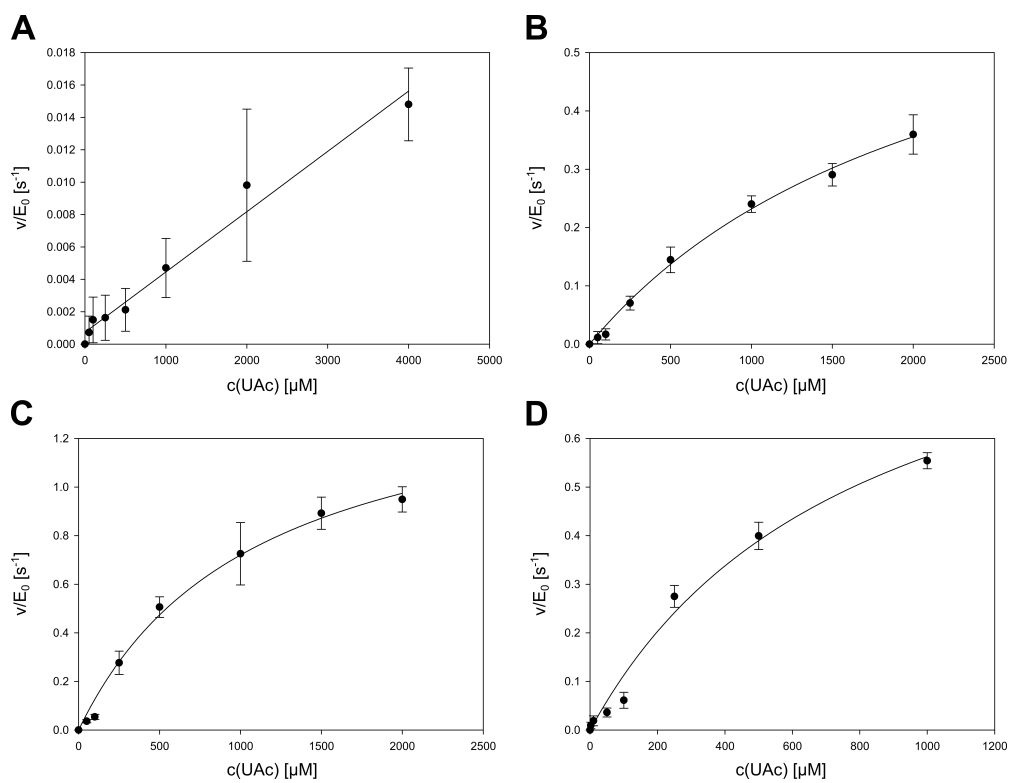 A
0.018
0.016
0.014
0.012
0.010
0.008
0.006
0.004
0.002
0.000
v/E₀ [s⁻¹]
0 1000 2000 3000 4000 5000
c(UAc) [µM]
B
0.5
0.4
0.3
0.2
0.1
0.0
v/E₀ [s⁻¹]
0 500 1000 1500 2000 2500
c(UAc) [µM]
C
1.2
1.0
0.8
0.6
0.4
0.2
0.0
v/E₀ [s⁻¹]
0 500 1000 1500 2000 2500
c(UAc) [µM]
D
0.6
0.5
0.4
0.3
0.2
0.1
0.0
v/E₀ [s⁻¹]
0 200 400 600 800 1000 1200
c(UAc) [µM]